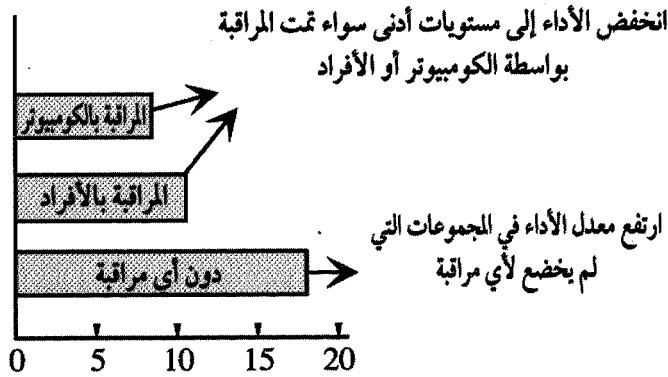 انخفض الأداء إلى مستويات أدنى سواء تمت المراقبة
بواسطة الكومبيوتر أو الأفراد
المراقبة بالكومبيوتر
المراقبة بالأفراد
ارتفع معدل الأداء في المجموعات التي
لم يخضع لأي مراقبة
دون أي مراقبة
0 5 10 15 20